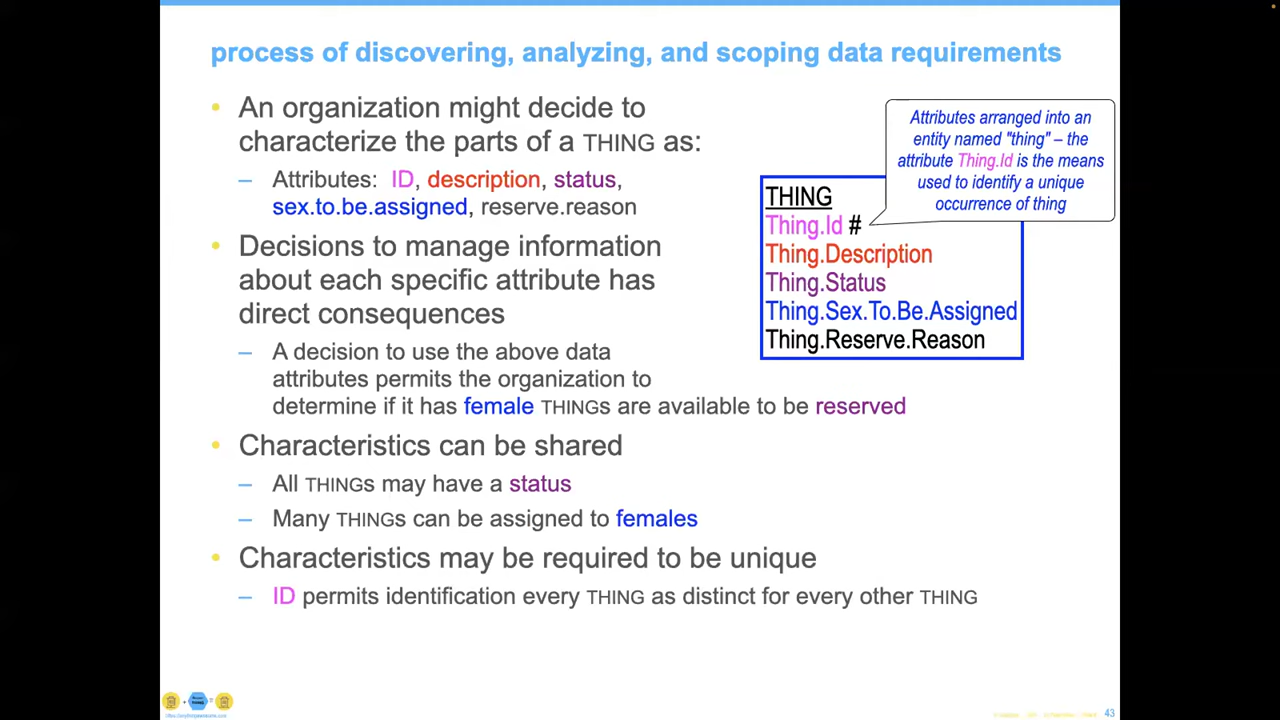 process of discovering, analyzing, and scoping data requirements
• An organization might decide to
characterize the parts of a THING as:
– Attributes: ID, description, status,
sex.to.be.assigned, reserve.reason
• Decisions to manage information
about each specific attribute has
direct consequences
– A decision to use the above data
attributes permits the organization to
determine if it has female THINGs are available to be reserved
• Characteristics can be shared
– All THINGs may have a status
– Many THINGs can be assigned to females
• Characteristics may be required to be unique
– ID permits identification every THING as distinct for every other THING
Attributes arranged into an
entity named "thing" – the
attribute Thing.Id is the means
used to identify a unique
occurrence of thing
THING
Thing.Id #
Thing.Description
Thing.Status
Thing.Sex.To.Be.Assigned
Thing.Reserve.Reason
43